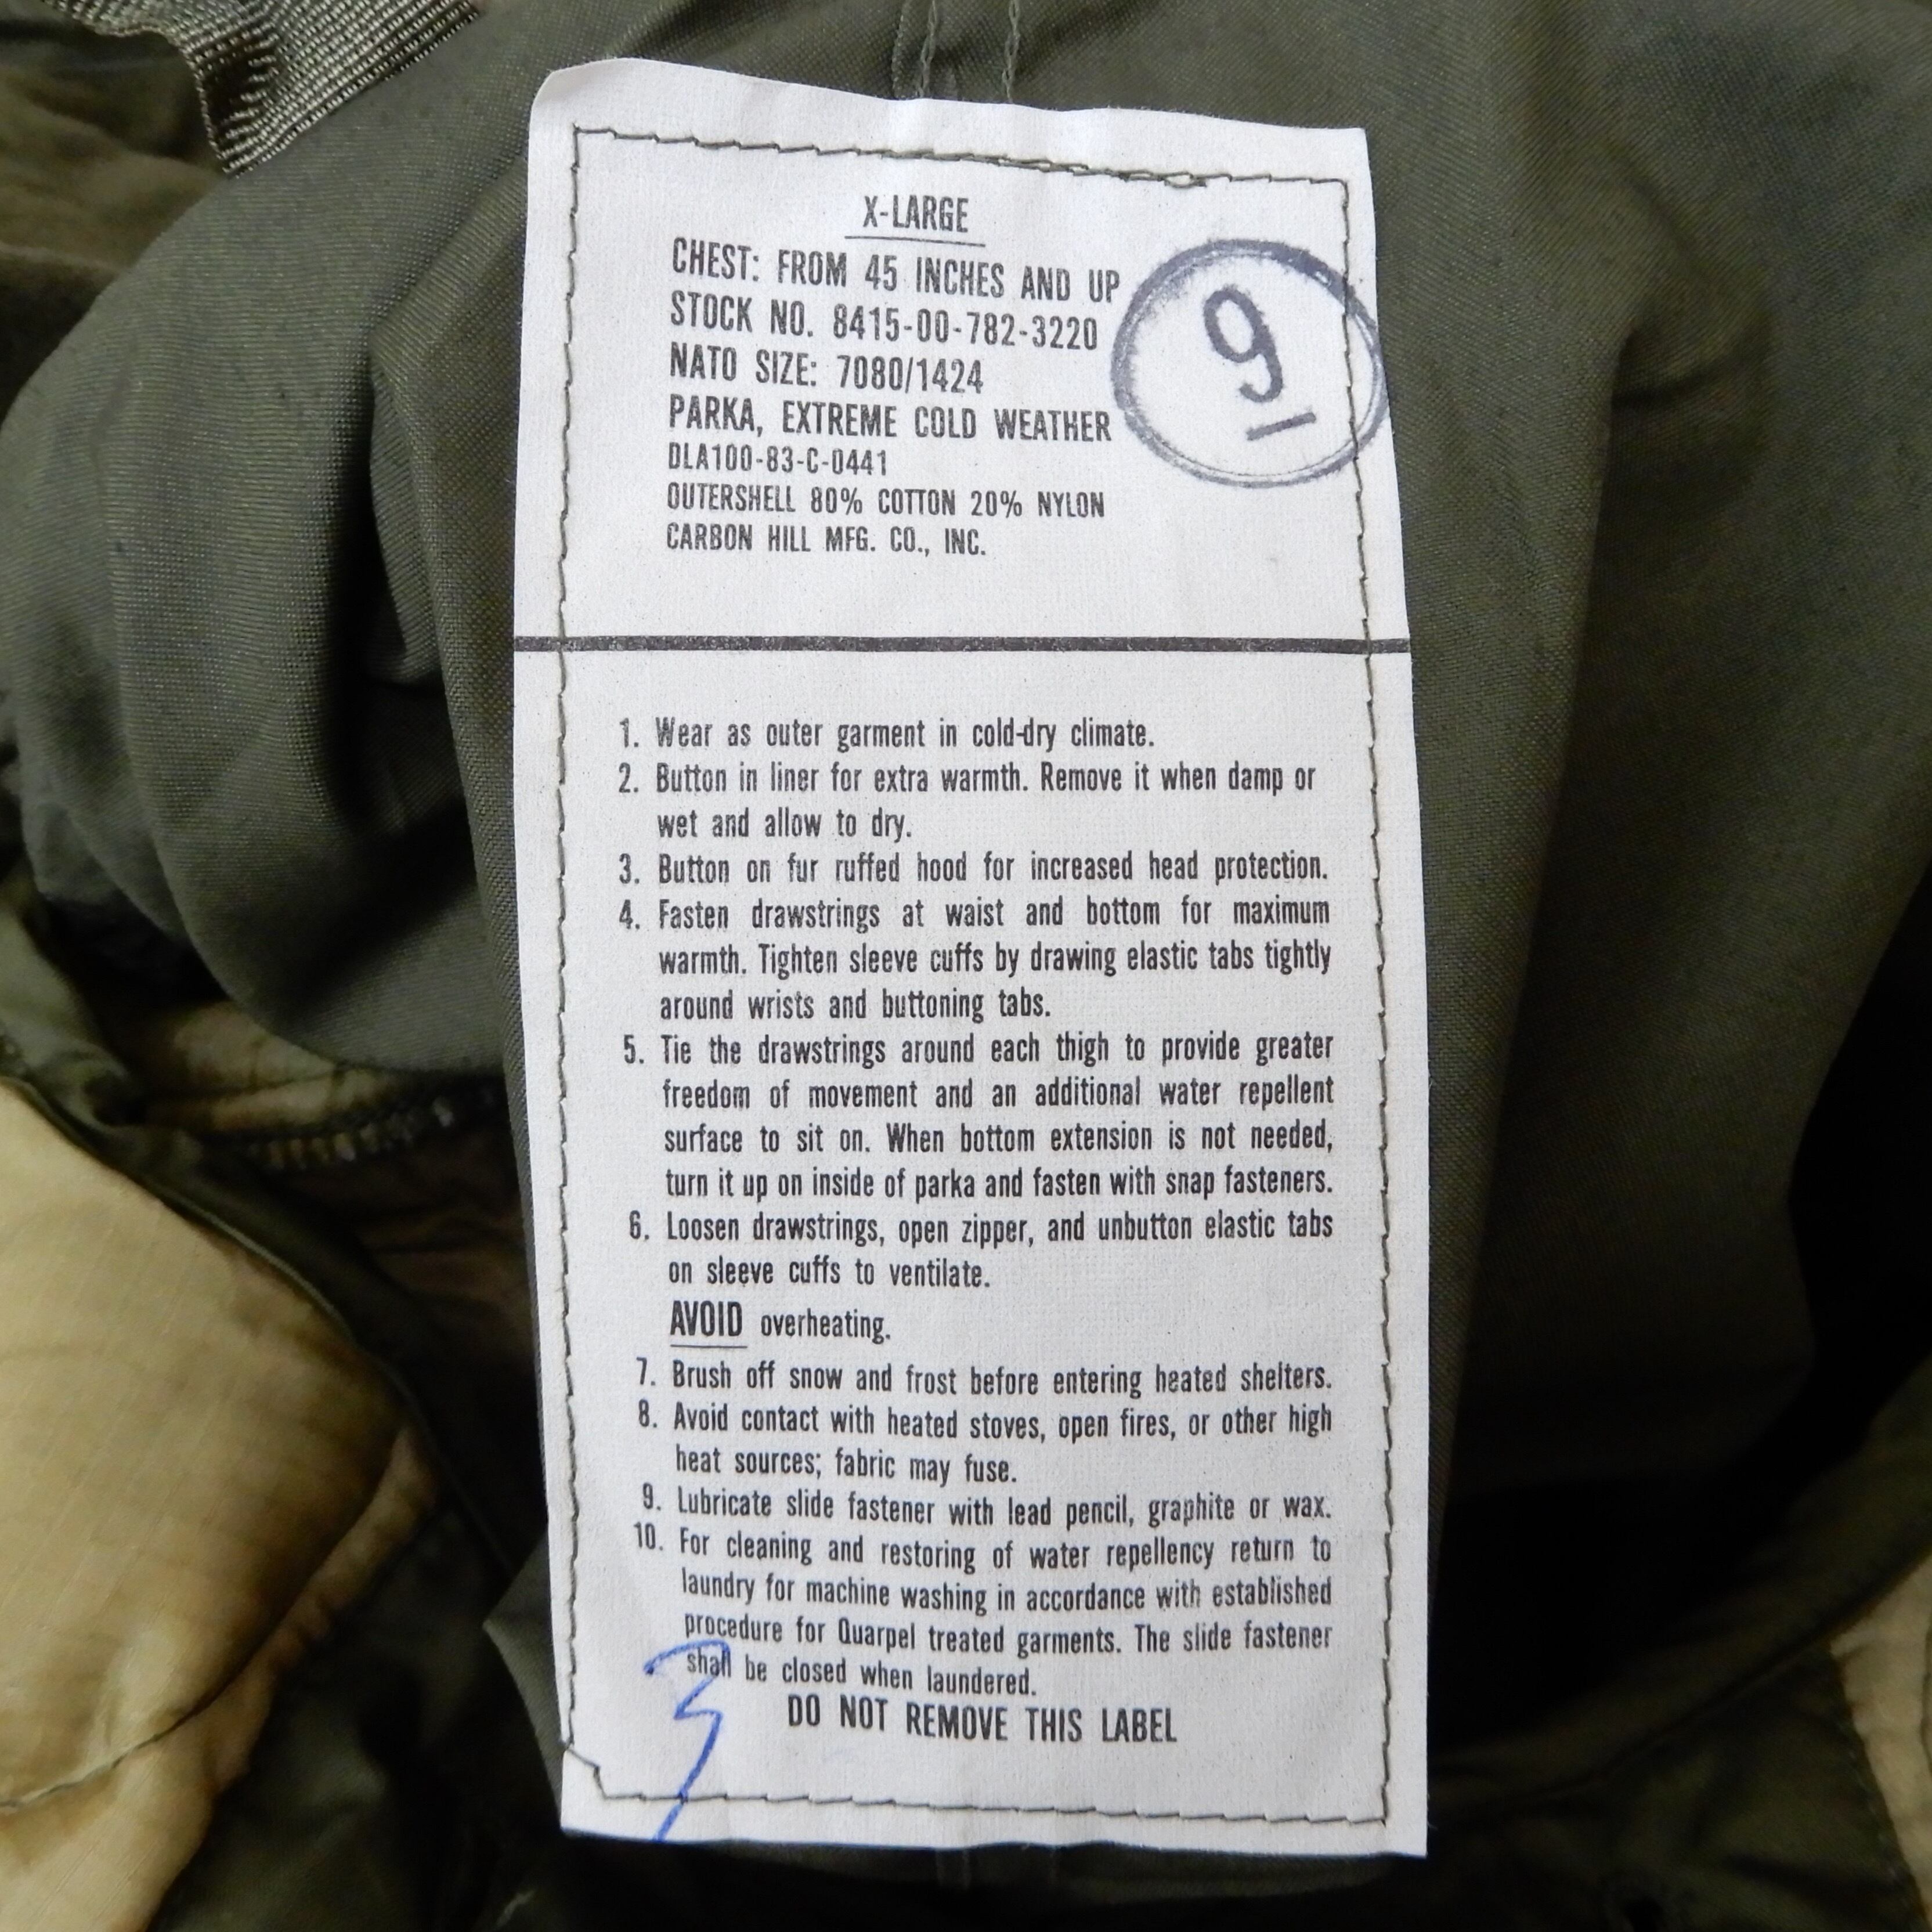 X-LARGE
CHEST: FROM 45 INCHES AND UP
STOCK NO. 8415-00-782-3220
NATO SIZE: 7080/1424
PARKA, EXTREME COLD WEATHER
DLA100-83-C-0441
OUTERSHELL 80% COTTON 20% NYLON
CARBON HILL MFG. CO., INC.
9
1. Wear as outer garment in cold-dry climate.
2. Button in liner for extra warmth. Remove it when damp or
wet and allow to dry.
3. Button on fur ruffed hood for increased head protection.
4. Fasten drawstrings at waist and bottom for maximum
warmth. Tighten sleeve cuffs by drawing elastic tabs tightly
around wrists and buttoning tabs.
5. Tie the drawstrings around each thigh to provide greater
freedom of movement and an additional water repellent
surface to sit on. When bottom extension is not needed,
turn it up on inside of parka and fasten with snap fasteners.
6. Loosen drawstrings, open zipper, and unbutton elastic tabs
on sleeve cuffs to ventilate.
AVOID overheating.
7. Brush off snow and frost before entering heated shelters.
8. Avoid contact with heated stoves, open fires, or other high
heat sources; fabric may fuse.
9. Lubricate slide fastener with lead pencil, graphite or wax.
10. For cleaning and restoring of water repellency return to
laundry for machine washing in accordance with established
procedure for Quarpel treated garments. The slide fastener
shall be closed when laundered.
DO NOT REMOVE THIS LABEL